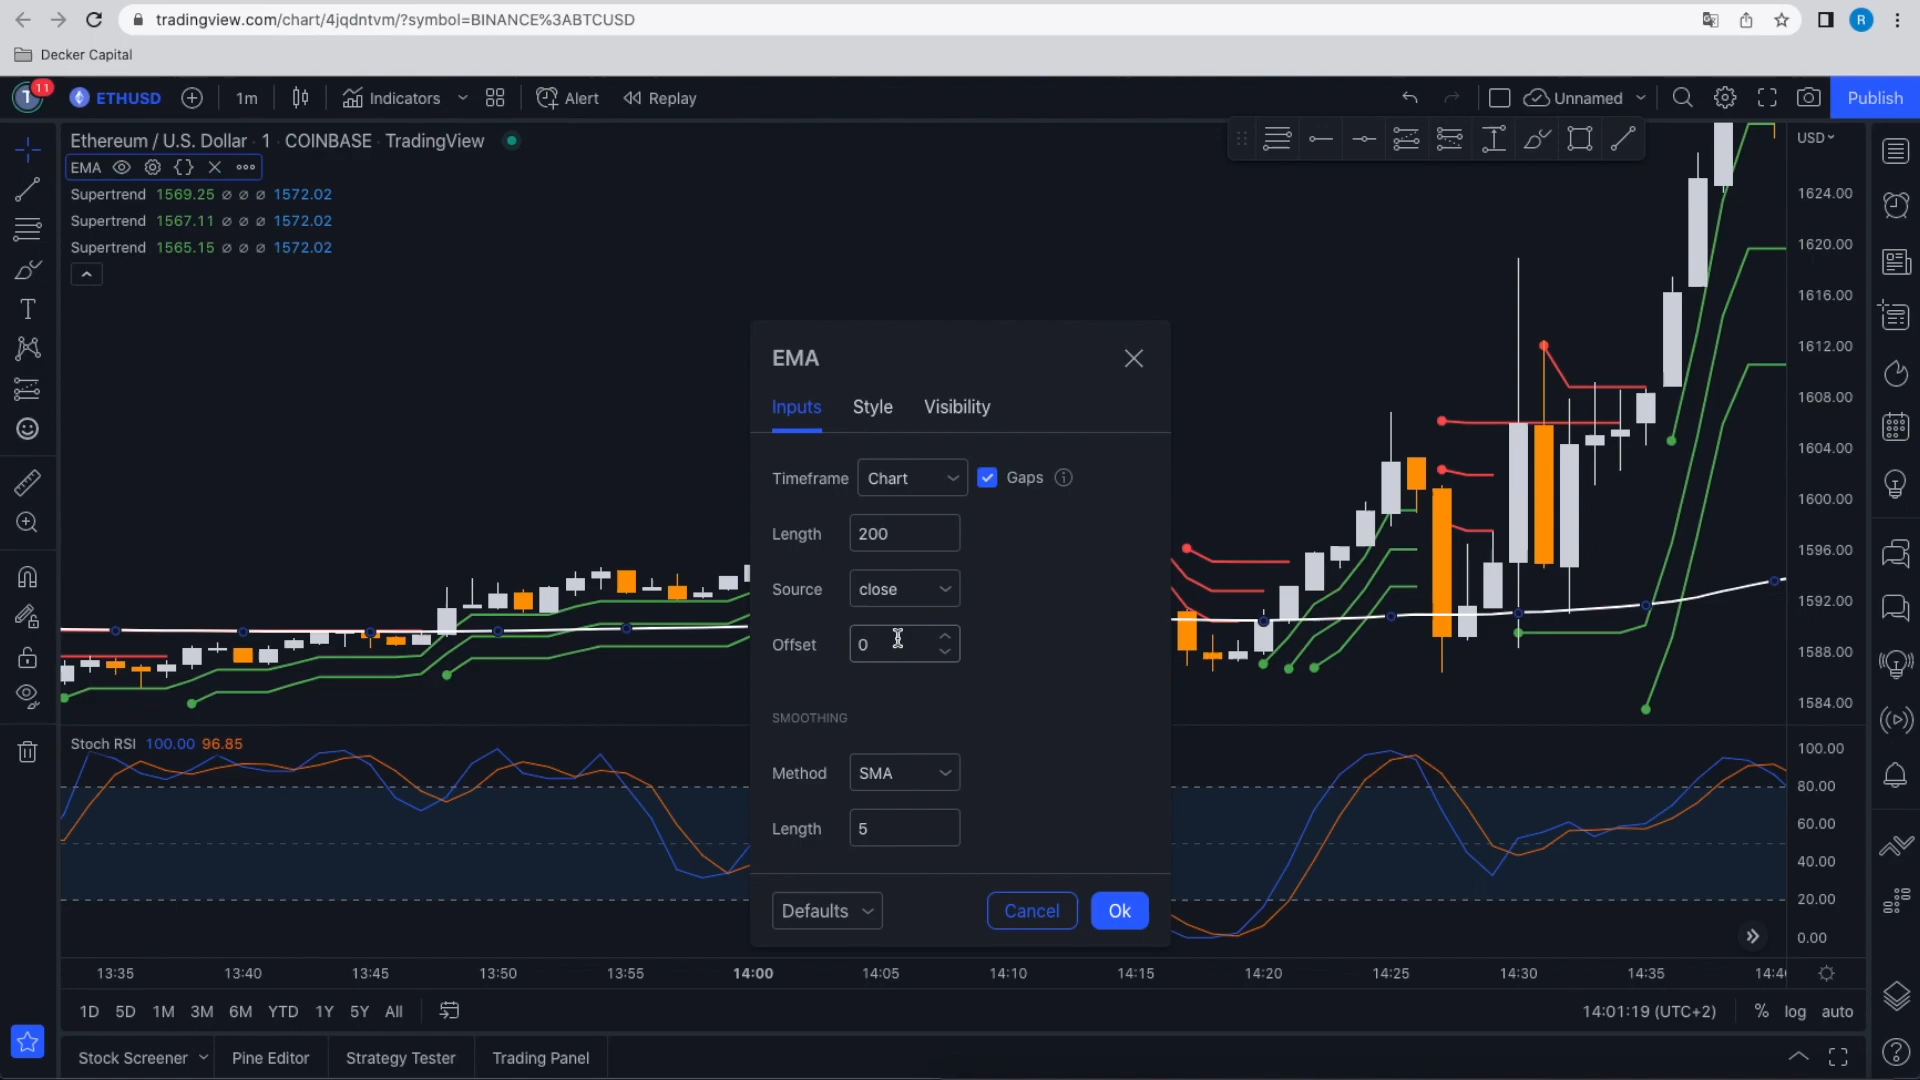 tradingview.com/chart/4jqdntvm/?symbol=BINANCE%3ABTCUSD
R
Decker Capital
T 11
ETHUSD
1m
Indicators
Alert
Replay
Unnamed
Publish
Ethereum / U.S. Dollar · 1 · COINBASE · TradingView
USD
EMA
Supertrend 1569.25 ∅ ∅ ∅ 1572.02
Supertrend 1567.11 ∅ ∅ ∅ 1572.02
Supertrend 1565.15 ∅ ∅ ∅ 1572.02
1624.00
1620.00
1616.00
1612.00
1608.00
1604.00
1600.00
1596.00
1592.00
1588.00
1584.00
EMA
Inputs Style Visibility
Timeframe Chart Gaps
Length 200
Source close
Offset 0
SMOOTHING
Method SMA
Length 5
Defaults Cancel Ok
Stoch RSI 100.00 96.85
100.00
80.00
60.00
40.00
20.00
0.00
13:35 13:40 13:45 13:50 13:55 14:00 14:05 14:10 14:15 14:20 14:25 14:30 14:35 14:4
1D 5D 1M 3M 6M YTD 1Y 5Y All 14:01:19 (UTC+2) % log auto
Stock Screener Pine Editor Strategy Tester Trading Panel